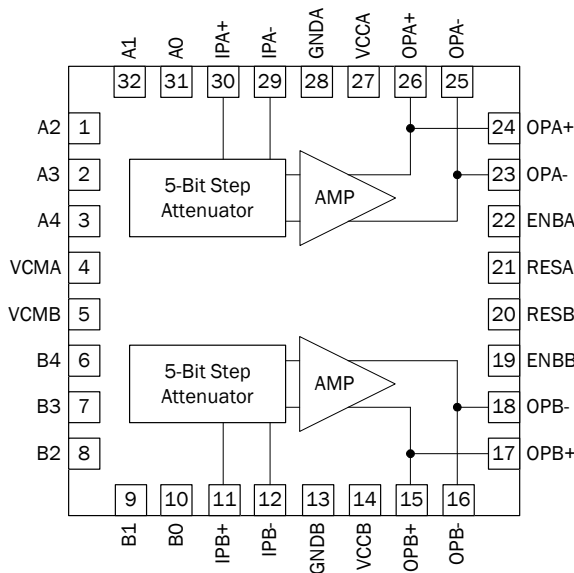 A1
A0
IPA+
IPA-
GNDA
VCCA
OPA+
OPA-
32
31
30
29
28
27
26
25
A2
1
24
OPA+
A3
2
23
OPA-
A4
3
22
ENBA
VCMA
4
21
RESA
VCMB
5
20
RESB
B4
6
19
ENBB
B3
7
18
OPB-
B2
8
17
OPB+
5-Bit Step
Attenuator
AMP
5-Bit Step
Attenuator
AMP
9
10
11
12
13
14
15
16
B1
B0
IPB+
IPB-
GNDB
VCCB
OPB+
OPB-